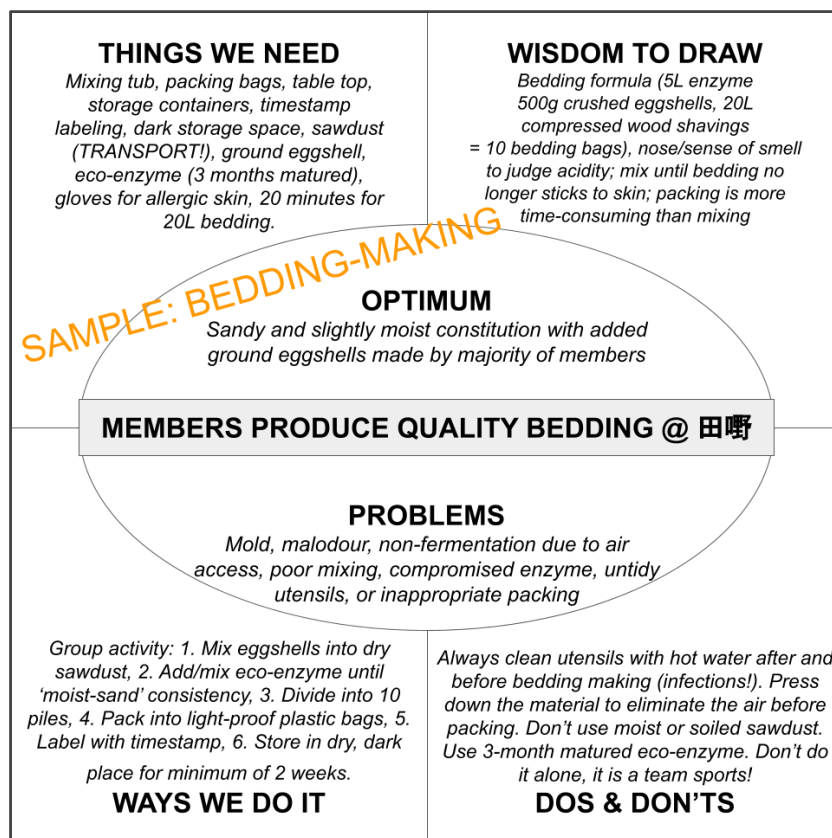 THINGS WE NEED
Mixing tub, packing bags, table top,
storage containers, timestamp
labeling, dark storage space, sawdust
(TRANSPORT!), ground eggshell,
eco-enzyme (3 months matured),
gloves for allergic skin, 20 minutes for
20L bedding.
WISDOM TO DRAW
Bedding formula (5L enzyme
500g crushed eggshells, 20L
compressed wood shavings
= 10 bedding bags), nose/sense of smell
to judge acidity; mix until bedding no
longer sticks to skin; packing is more
time-consuming than mixing
SAMPLE: BEDDING-MAKING
OPTIMUM
Sandy and slightly moist constitution with added
ground eggshells made by majority of members
MEMBERS PRODUCE QUALITY BEDDING @ 田嘢
PROBLEMS
Mold, malodour, non-fermentation due to air
access, poor mixing, compromised enzyme, untidy
utensils, or inappropriate packing
Group activity: 1. Mix eggshells into dry
sawdust, 2. Add/mix eco-enzyme until
‘moist-sand’ consistency, 3. Divide into 10
piles, 4. Pack into light-proof plastic bags, 5.
Label with timestamp, 6. Store in dry, dark
place for minimum of 2 weeks.
WAYS WE DO IT
Always clean utensils with hot water after and
before bedding making (infections!). Press
down the material to eliminate the air before
packing. Don’t use moist or soiled sawdust.
Use 3-month matured eco-enzyme. Don’t do
it alone, it is a team sports!
DOS & DON’TS